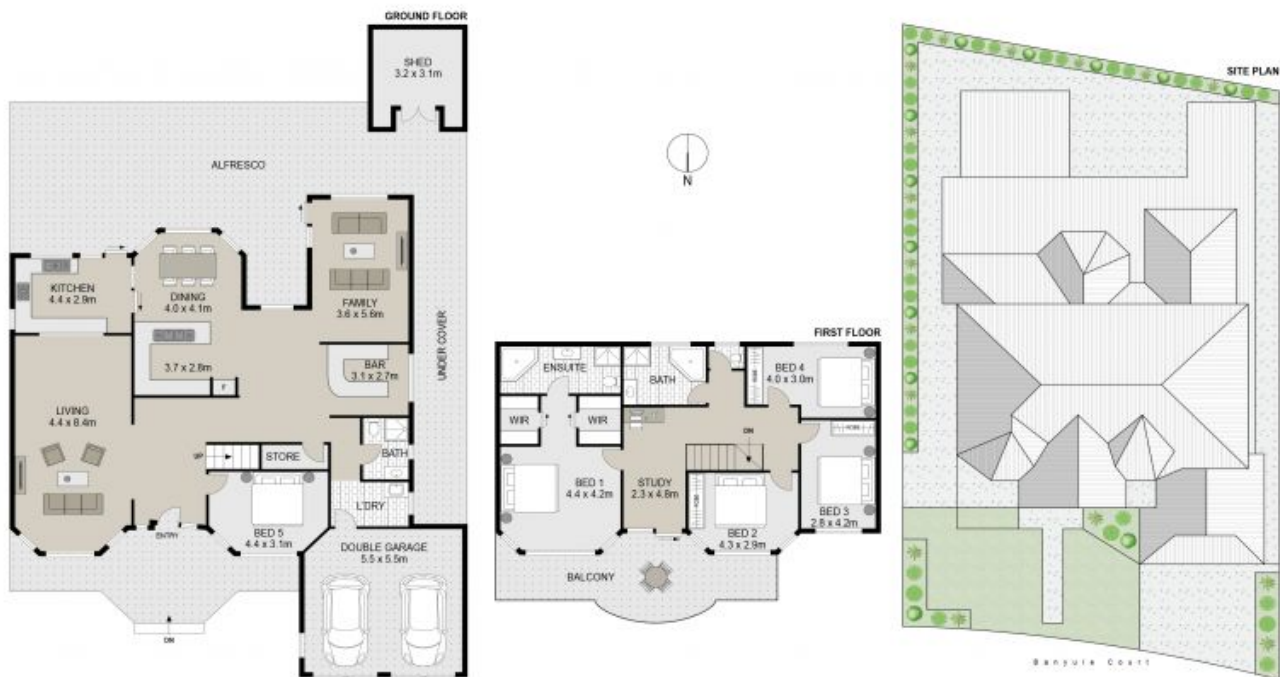 GROUND FLOOR
SHED
3.2 x 3.1m
ALFRESCO
KITCHEN
4.4 x 2.9m
DINING
4.0 x 4.1m
FAMILY
3.6 x 5.6m
UNDER COVER
3.7 x 2.8m
F
BAR
3.1 x 2.7m
LIVING
4.4 x 8.4m
UP
STORE
BATH
L'DRY
ENTRY
BED 5
4.4 x 3.1m
DOUBLE GARAGE
5.5 x 5.5m
DN
N
FIRST FLOOR
ENSUITE
BATH
BED 4
4.0 x 3.0m
WIR
WIR
DN
BED 1
4.4 x 4.2m
STUDY
2.3 x 4.8m
BED 2
4.3 x 2.9m
BED 3
2.8 x 4.2m
BALCONY
SITE PLAN
Banyule Court